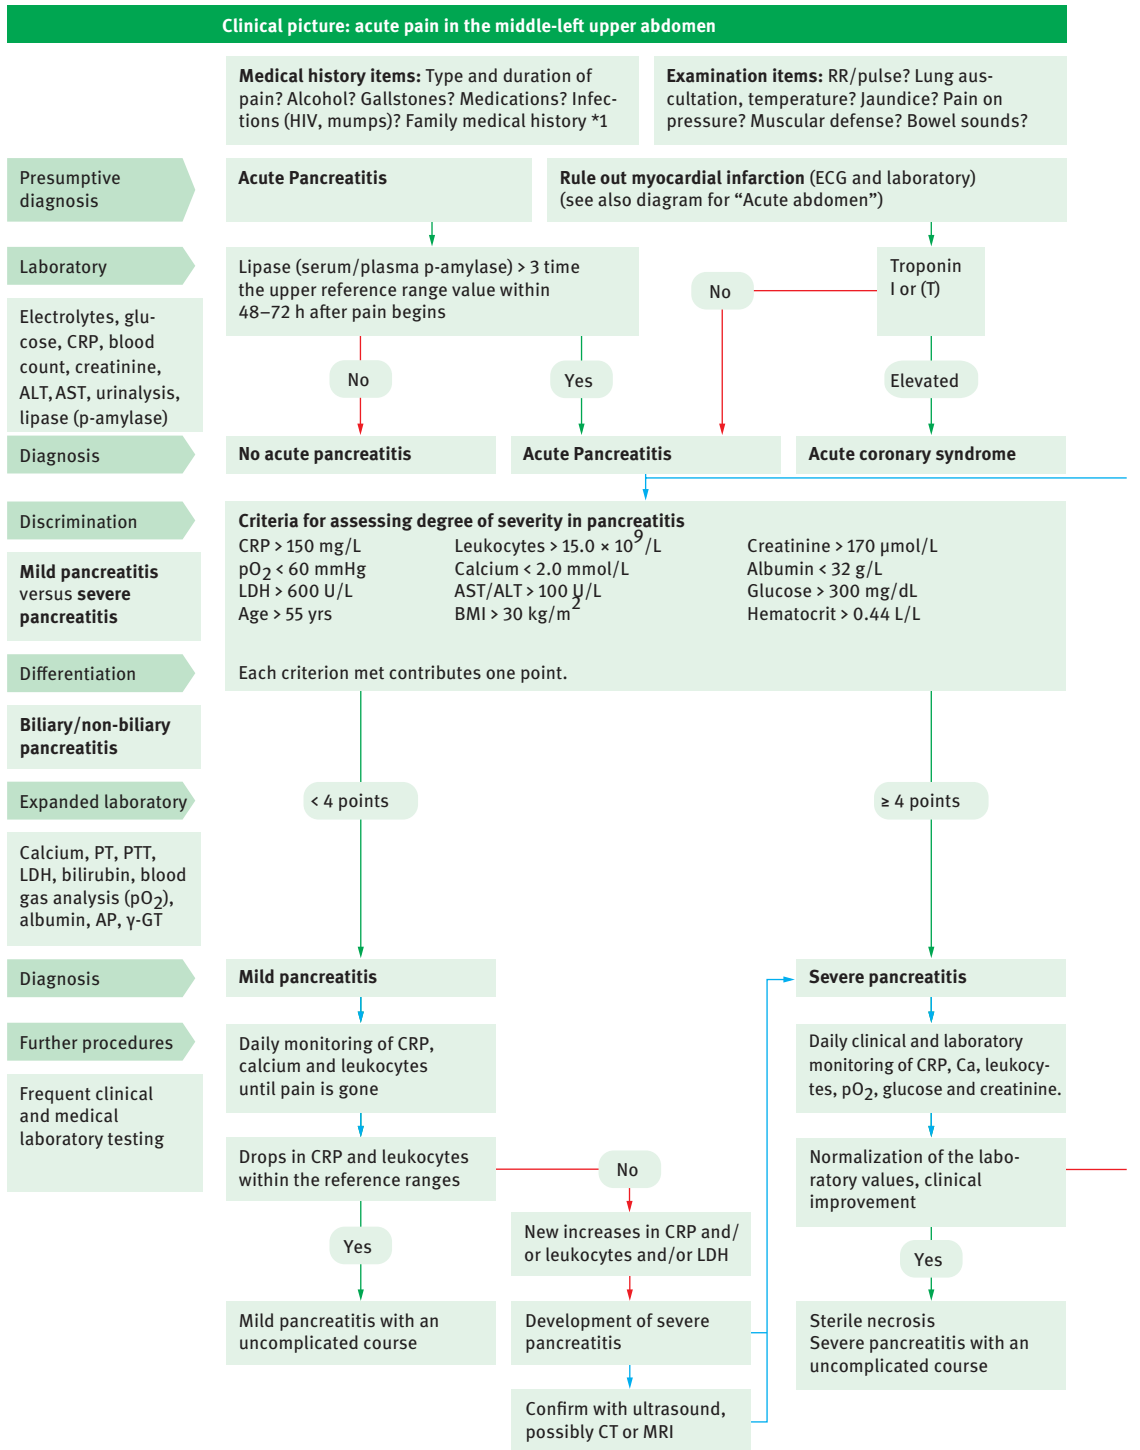 Clinical picture: acute pain in the middle-left upper abdomen
Medical history items: Type and duration of
pain? Alcohol? Gallstones? Medications? Infec-
tions (HIV, mumps)? Family medical history *1
Examination items: RR/pulse? Lung aus-
cultation, temperature? Jaundice? Pain on
pressure? Muscular defense? Bowel sounds?
Presumptive
diagnosis
Acute Pancreatitis
Rule out myocardial infarction (ECG and laboratory)
(see also diagram for “Acute abdomen”)
Laboratory
Electrolytes, glu-
cose, CRP, blood
count, creatinine,
ALT, AST, urinalysis,
lipase (p-amylase)
Lipase (serum/plasma p-amylase) > 3 time
the upper reference range value within
48–72 h after pain begins
No
Troponin
I or (T)
No
Yes
Elevated
Diagnosis
No acute pancreatitis
Acute Pancreatitis
Acute coronary syndrome
Discrimination
Mild pancreatitis
versus severe
pancreatitis
Criteria for assessing degree of severity in pancreatitis
CRP > 150 mg/L
Leukocytes > 15.0 × 10⁹/L
Creatinine > 170 µmol/L
pO₂ < 60 mmHg
Calcium < 2.0 mmol/L
Albumin < 32 g/L
LDH > 600 U/L
AST/ALT > 100 U/L
Glucose > 300 mg/dL
Age > 55 yrs
BMI > 30 kg/m²
Hematocrit > 0.44 L/L
Each criterion met contributes one point.
Differentiation
Biliary/non-biliary
pancreatitis
Expanded laboratory
Calcium, PT, PTT,
LDH, bilirubin, blood
gas analysis (pO₂),
albumin, AP, γ-GT
< 4 points
≥ 4 points
Diagnosis
Mild pancreatitis
Severe pancreatitis
Further procedures
Frequent clinical
and medical
laboratory testing
Daily monitoring of CRP,
calcium and leukocytes
until pain is gone
Daily clinical and laboratory
monitoring of CRP, Ca, leukocy-
tes, pO₂, glucose and creatinine.
Drops in CRP and leukocytes
within the reference ranges
No
Normalization of the labo-
ratory values, clinical
improvement
Yes
New increases in CRP and/
or leukocytes and/or LDH
Yes
Mild pancreatitis with an
uncomplicated course
Development of severe
pancreatitis
Sterile necrosis
Severe pancreatitis with an
uncomplicated course
Confirm with ultrasound,
possibly CT or MRI